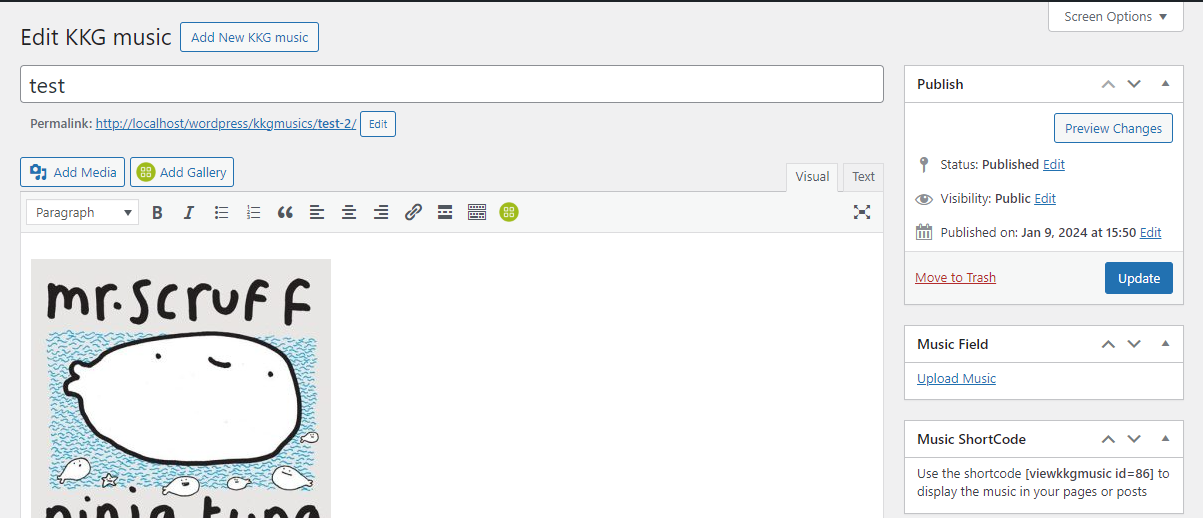 Screen Options
Edit KKG music Add New KKG music
test
Permalink: http://localhost/wordpress/kkgmusics/test-2/ Edit
Add Media Add Gallery
Visual Text
Paragraph B I
mr.scruff
ninja tuna
Publish
Preview Changes
Status: Published Edit
Visibility: Public Edit
Published on: Jan 9, 2024 at 15:50 Edit
Move to Trash Update
Music Field
Upload Music
Music ShortCode
Use the shortcode [viewkkgmusic id=86] to
display the music in your pages or posts